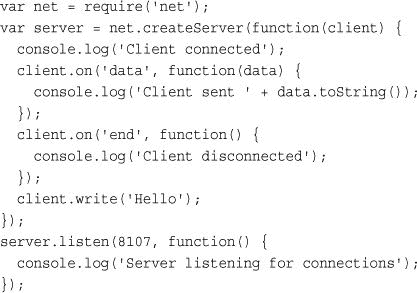 var net = require('net');
var server = net.createServer(function(client) {
  console.log('Client connected');
  client.on('data', function(data) {
    console.log('Client sent ' + data.toString());
  });
  client.on('end', function() {
    console.log('Client disconnected');
  });
  client.write('Hello');
});
server.listen(8107, function() {
  console.log('Server listening for connections');
});